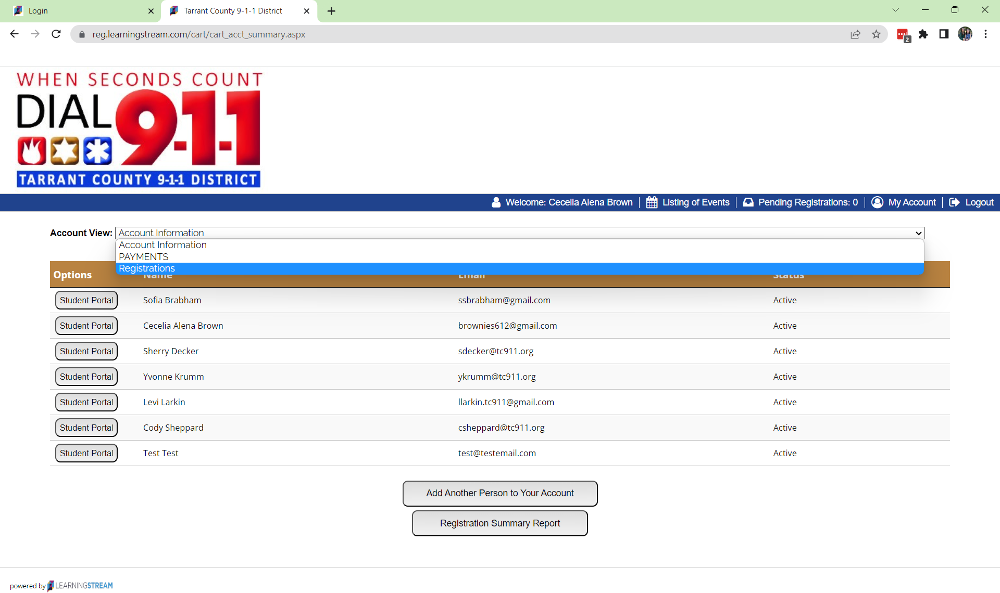 Login
Tarrant County 9-1-1 District
reg.learningstream.com/cart/cart_acct_summary.aspx
2
WHEN SECONDS COUNT
DIAL 9-1-1
TARRANT COUNTY 9-1-1 DISTRICT
Welcome: Cecelia Alena Brown
Listing of Events
Pending Registrations: 0
My Account
Logout
Account View: Account Information
Account Information
PAYMENTS
Registrations
Options Name Email Status
Student Portal Sofia Brabham ssbrabham@gmail.com Active
Student Portal Cecelia Alena Brown brownies612@gmail.com Active
Student Portal Sherry Decker sdecker@tc911.org Active
Student Portal Yvonne Krumm ykrumm@tc911.org Active
Student Portal Levi Larkin llarkin.tc911@gmail.com Active
Student Portal Cody Sheppard csheppard@tc911.org Active
Student Portal Test Test test@testemail.com Active
Add Another Person to Your Account
Registration Summary Report
powered by LEARNINGSTREAM